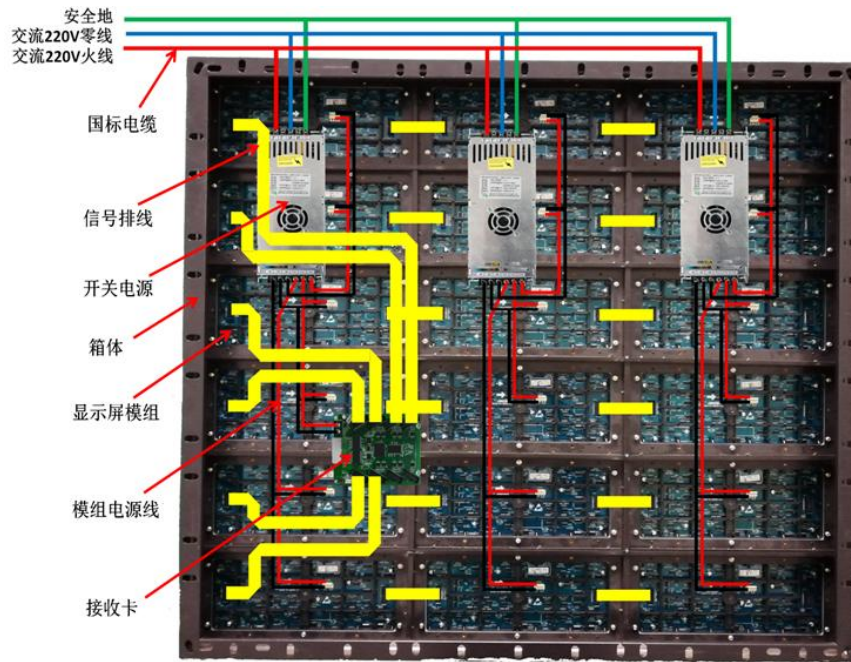 安全地
交流220V零线
交流220V火线
国标电缆
信号排线
开关电源
箱体
显示屏模组
模组电源线
接收卡